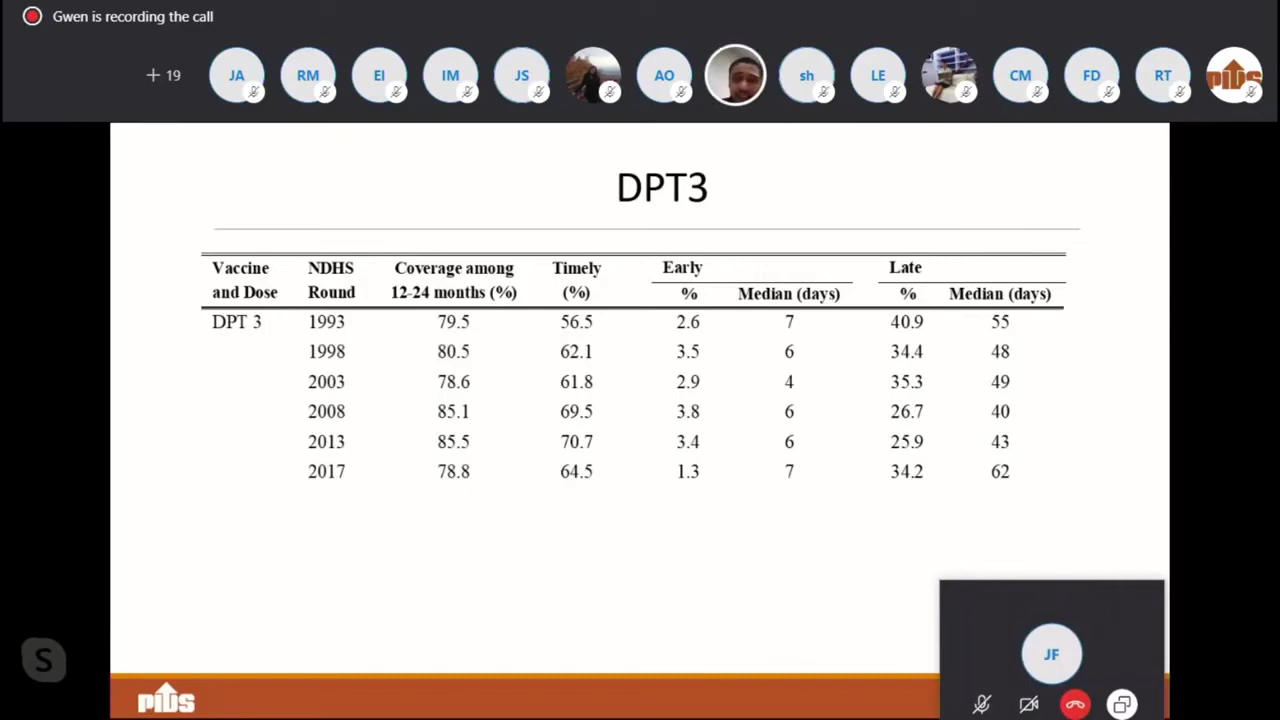 Gwen is recording the call
+ 19
JA RM EI IM JS AO sh LE CM FD RT PIDS
DPT3
Vaccine and Dose NDHS Round Coverage among 12-24 months (%) Timely (%) Early Late
% Median (days) % Median (days)
DPT 3 1993 79.5 56.5 2.6 7 40.9 55
1998 80.5 62.1 3.5 6 34.4 48
2003 78.6 61.8 2.9 4 35.3 49
2008 85.1 69.5 3.8 6 26.7 40
2013 85.5 70.7 3.4 6 25.9 43
2017 78.8 64.5 1.3 7 34.2 62
JF
S
PIDS